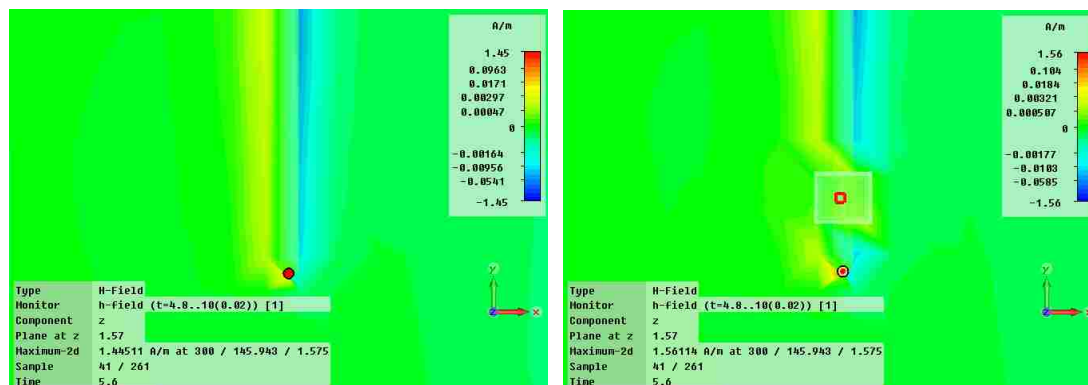 A/m
1.45
0.0963
0.0171
0.00297
0.00047
0
-0.00164
-0.00956
-0.0541
-1.45
y
z
x
Type H-Field
Monitor h-field (t=4.8..10(0.02)) [1]
Component z
Plane at z 1.57
Maximum-2d 1.44511 A/m at 300 / 145.943 / 1.575
Sample 41 / 261
Time 5.6
A/m
1.56
0.104
0.0184
0.00321
0.000507
0
-0.00177
-0.0103
-0.0585
-1.56
y
z
x
Type H-Field
Monitor h-field (t=4.8..10(0.02)) [1]
Component z
Plane at z 1.57
Maximum-2d 1.56114 A/m at 300 / 145.943 / 1.575
Sample 41 / 261
Time 5.6